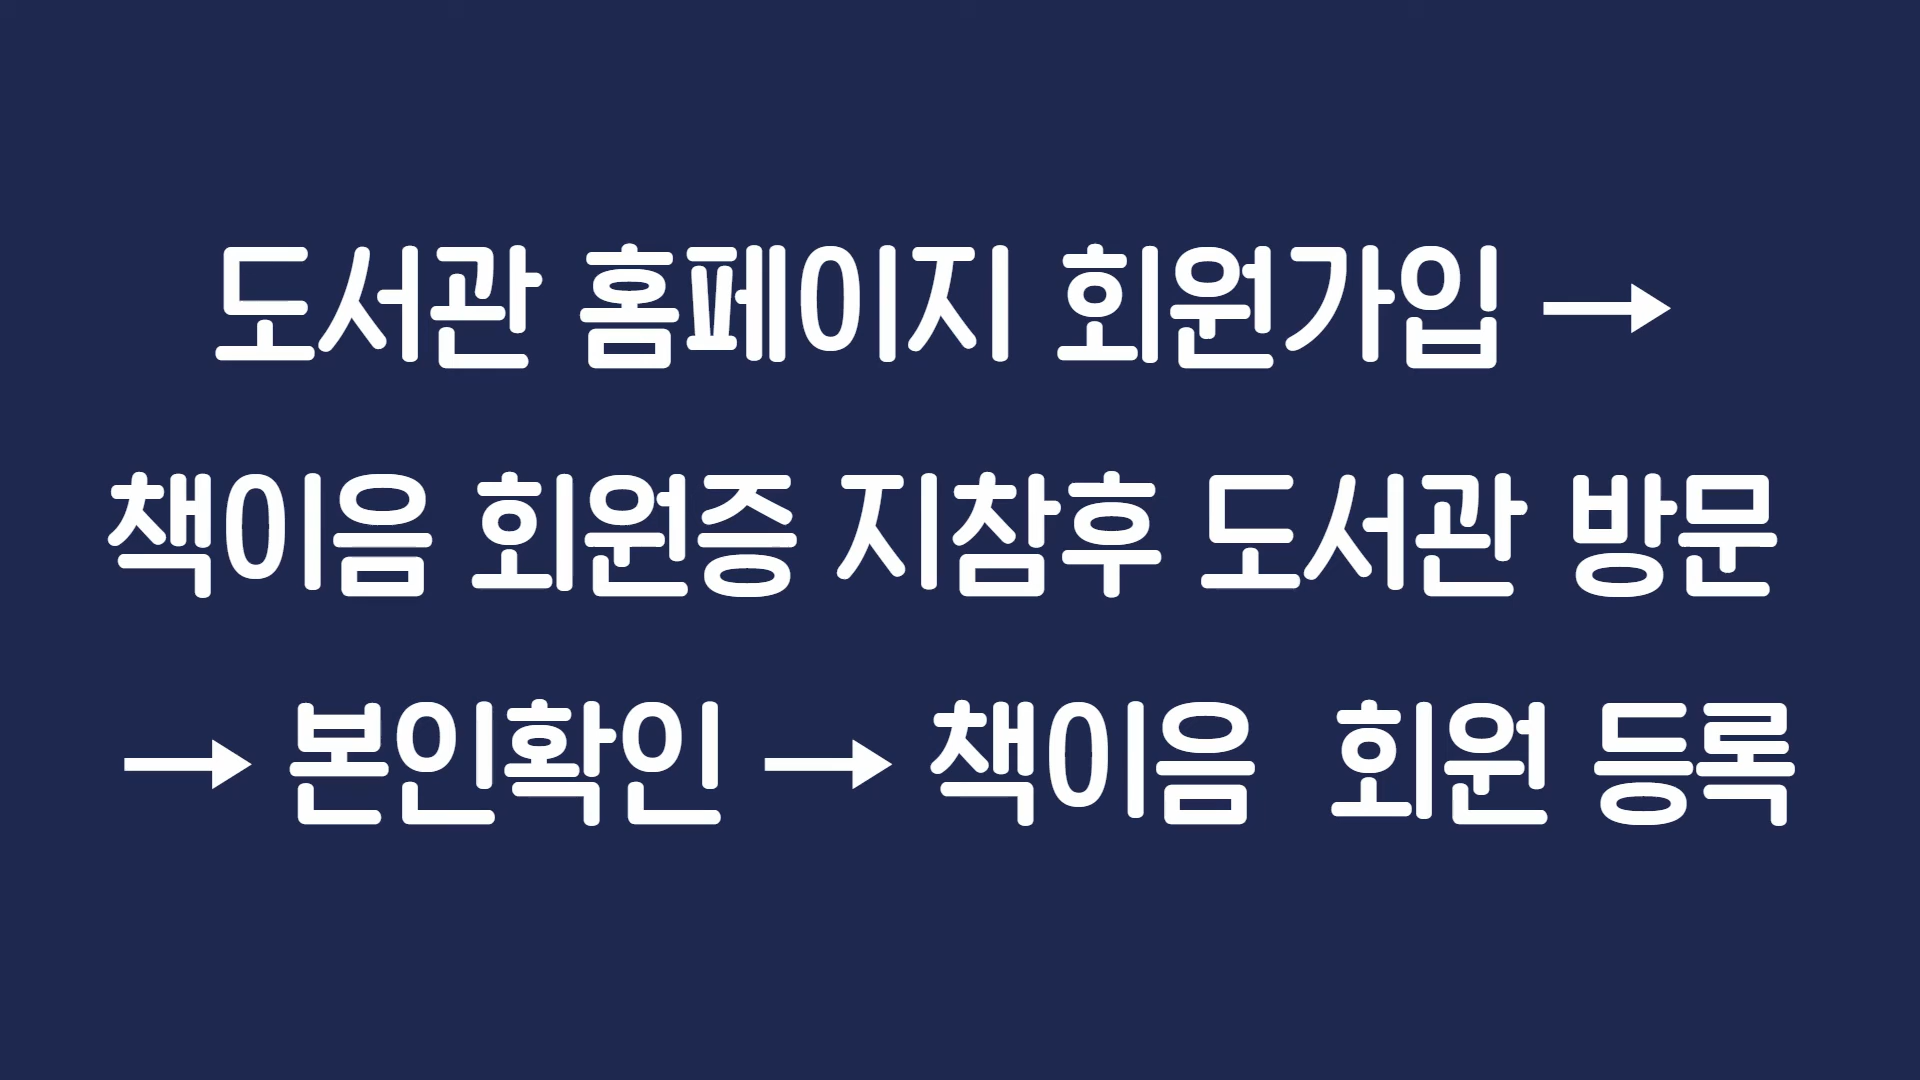 도서관 홈페이지 회원가입 →
책이음 회원증 지참후 도서관 방문
→ 본인확인 → 책이음 회원 등록